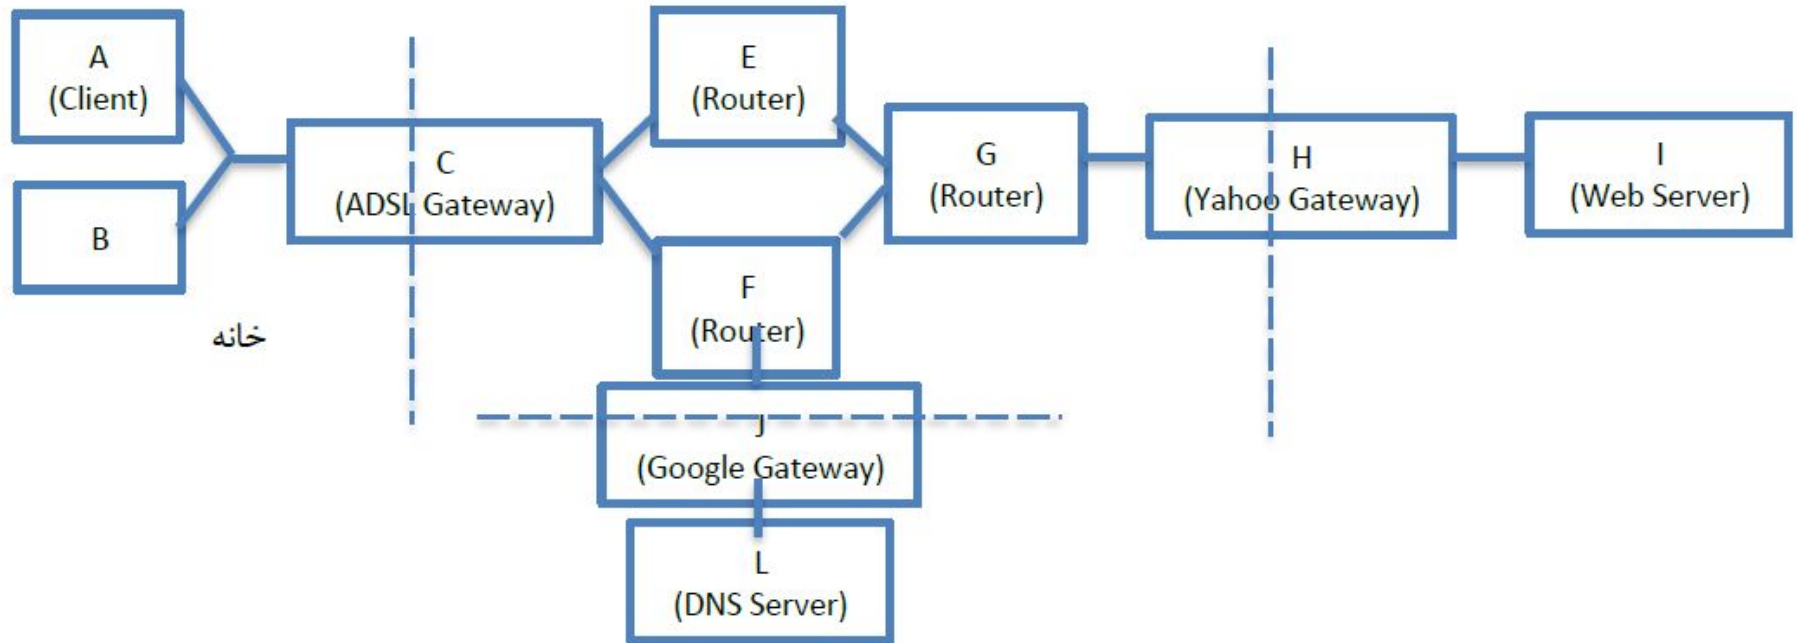 A
(Client)
B
خانه
C
(ADSL Gateway)
E
(Router)
F
(Router)
G
(Router)
H
(Yahoo Gateway)
I
(Web Server)
J
(Google Gateway)
L
(DNS Server)